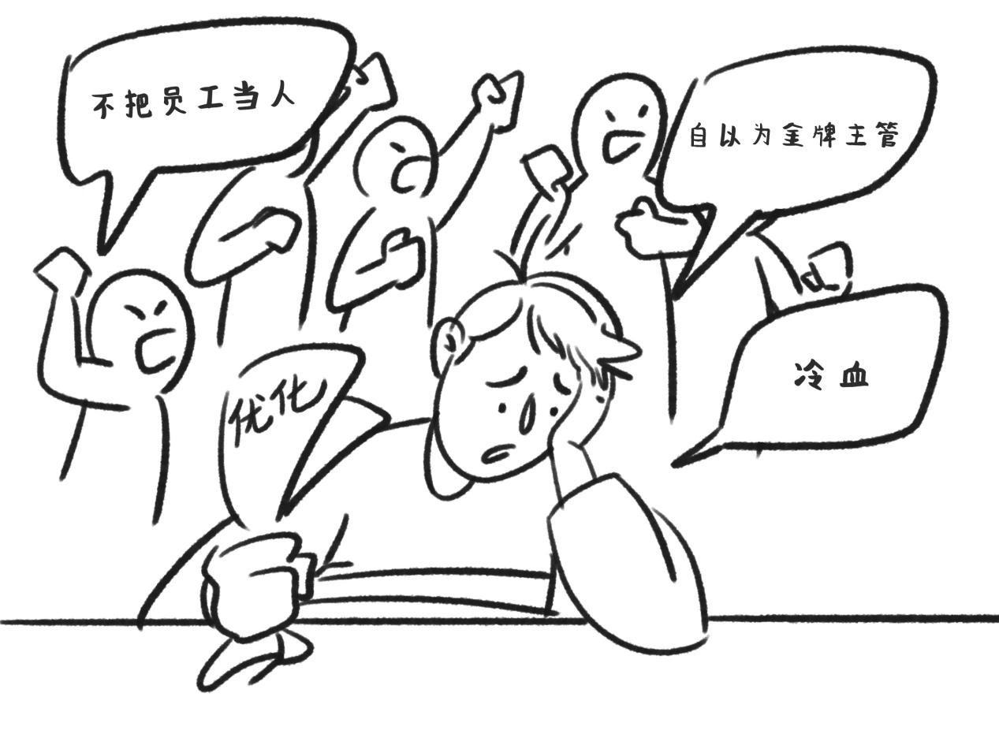 不把员工当人
自以为金牌主管
冷血
优化